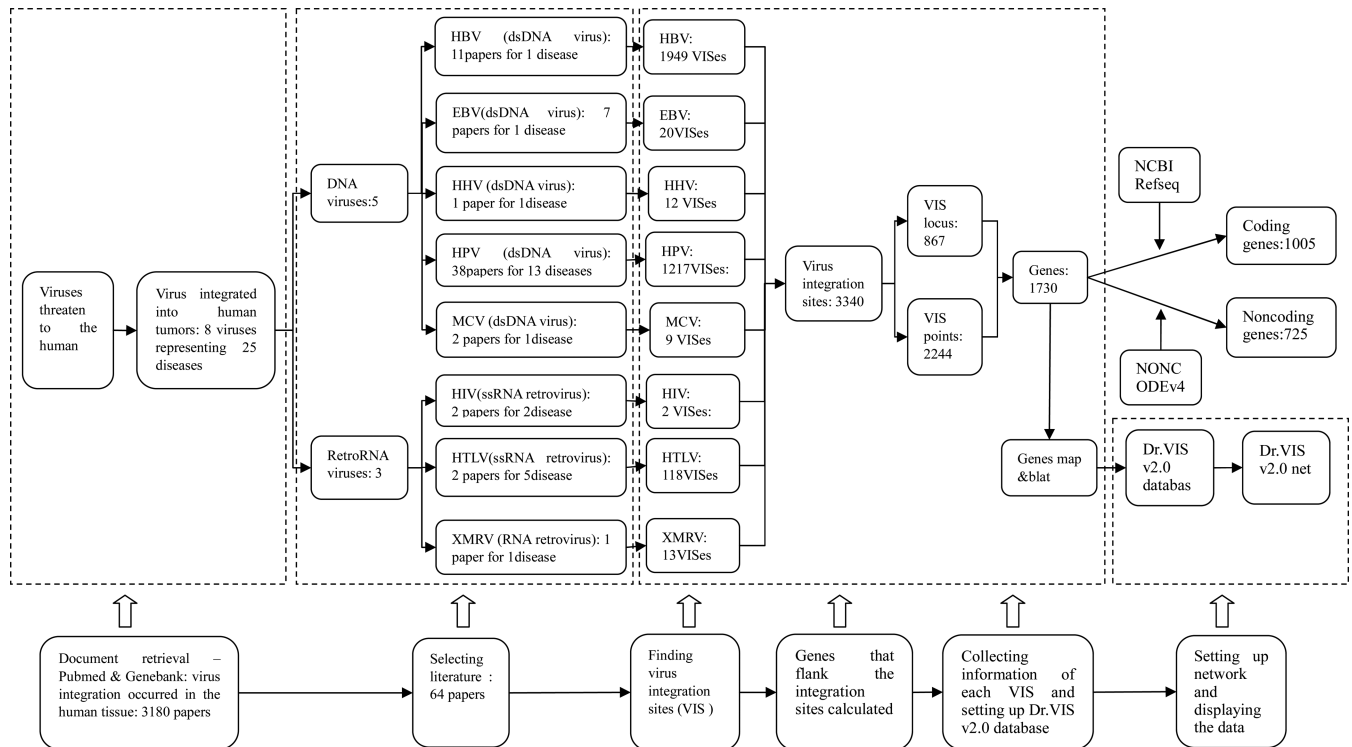 Viruses
threaten
to the
human
Virus integrated
into human
tumors: 8 viruses
representing 25
diseases
DNA
viruses:5
RetroRNA
viruses: 3
HBV (dsDNA virus):
11papers for 1 disease
EBV(dsDNA virus): 7
papers for 1 disease
HHV (dsDNA virus):
1 paper for 1disease
HPV (dsDNA virus):
38papers for 13 diseases
MCV (dsDNA virus):
2 papers for 1disease
HIV(ssRNA retrovirus):
2 papers for 2disease
HTLV(ssRNA retrovirus):
2 papers for 5disease
XMRV (RNA retrovirus): 1
paper for 1disease
HBV:
1949 VISes
EBV:
20VISes
HHV:
12 VISes
HPV:
1217VISes:
MCV:
9 VISes
HIV:
2 VISes:
HTLV:
118VISes
XMRV:
13VISes
Virus
integration
sites: 3340
VIS
locus:
867
VIS
points:
2244
Genes:
1730
NCBI
Refseq
NONC
ODEv4
Coding
genes:1005
Noncoding
genes:725
Genes map
&blat
Dr.VIS
v2.0
databas
Dr.VIS
v2.0 net
Document retrieval –
Pubmed & Genebank: virus
integration occurred in the
human tissue: 3180 papers
Selecting
literature :
64 papers
Finding
virus
integration
sites (VIS )
Genes that
flank the
integration
sites calculated
Collecting
information of
each VIS and
setting up Dr.VIS
v2.0 database
Setting up
network
and
displaying
the data